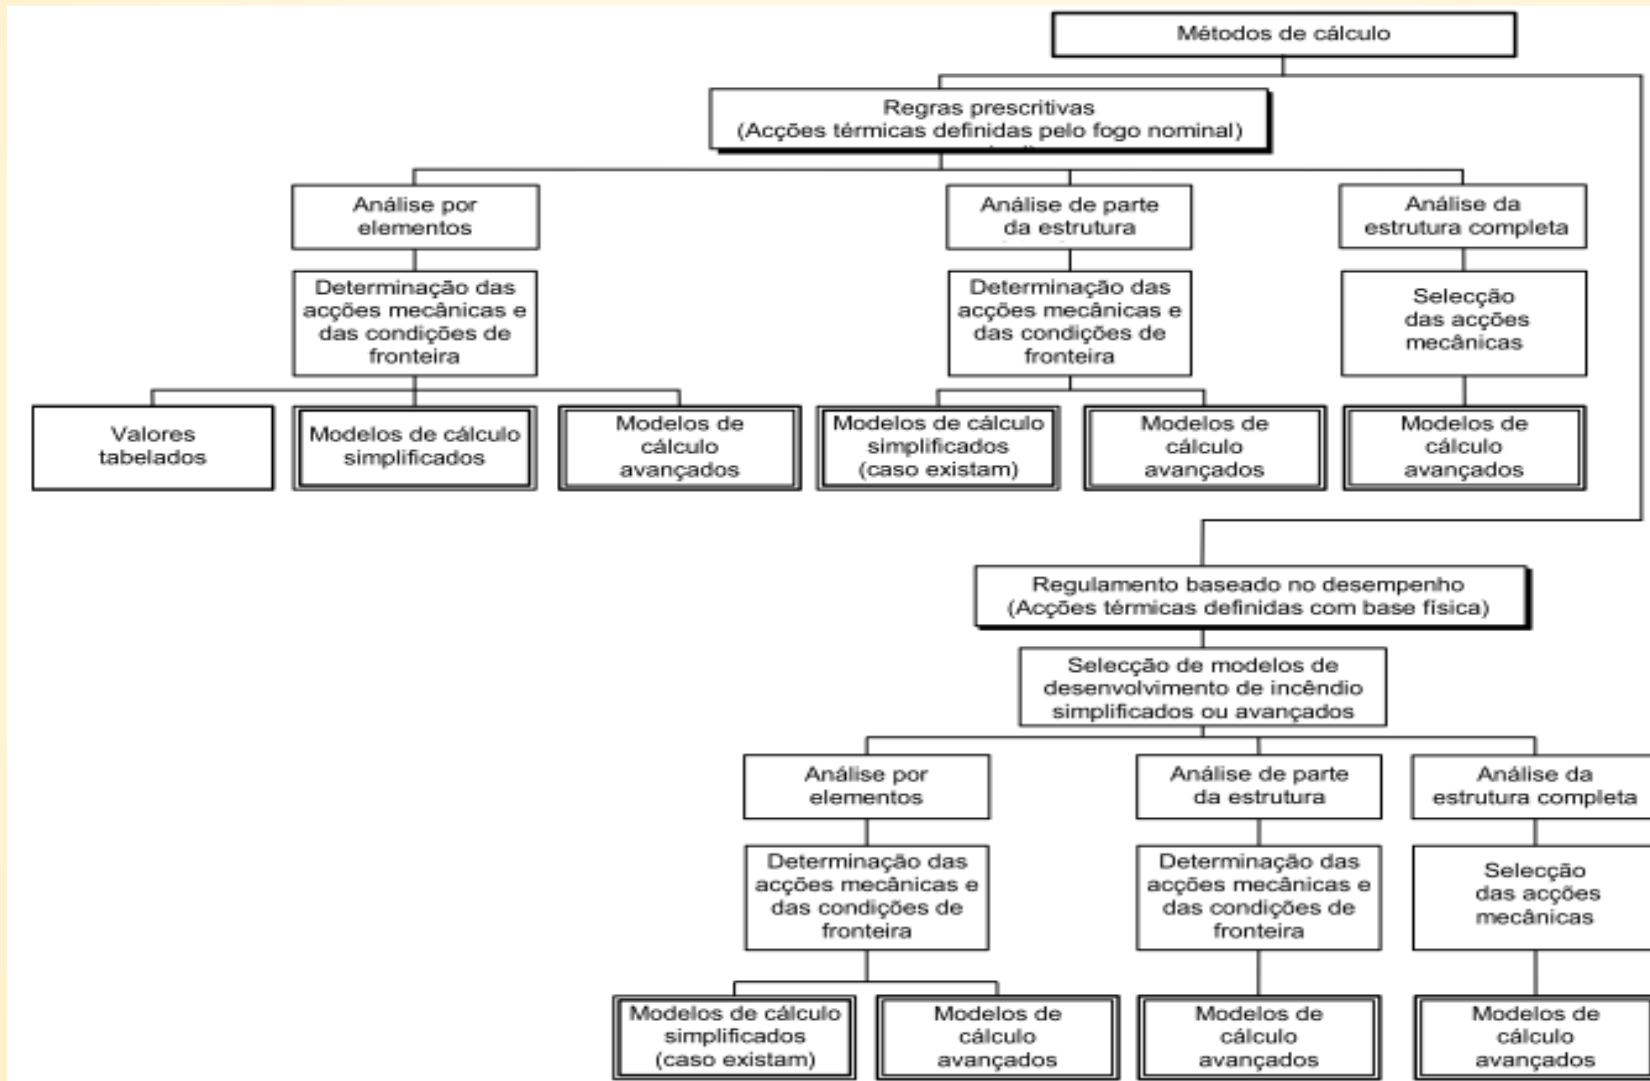 Métodos de cálculo
Regras prescritivas
(Acções térmicas definidas pelo fogo nominal)
Análise por
elementos
Análise de parte
da estrutura
Análise da
estrutura completa
Determinação das
acções mecânicas e
das condições de
fronteira
Determinação das
acções mecânicas e
das condições de
fronteira
Selecção
das acções
mecânicas
Valores
tabelados
Modelos de cálculo
simplificados
Modelos de
cálculo
avançados
Modelos de cálculo
simplificados
(caso existam)
Modelos de
cálculo
avançados
Modelos de
cálculo
avançados
Regulamento baseado no desempenho
(Acções térmicas definidas com base física)
Selecção de modelos de
desenvolvimento de incêndio
simplificados ou avançados
Análise por
elementos
Análise de parte
da estrutura
Análise da
estrutura completa
Determinação das
acções mecânicas e
das condições de
fronteira
Determinação das
acções mecânicas e
das condições de
fronteira
Selecção
das acções
mecânicas
Modelos de cálculo
simplificados
(caso existam)
Modelos de
cálculo
avançados
Modelos de
cálculo
avançados
Modelos de
cálculo
avançados